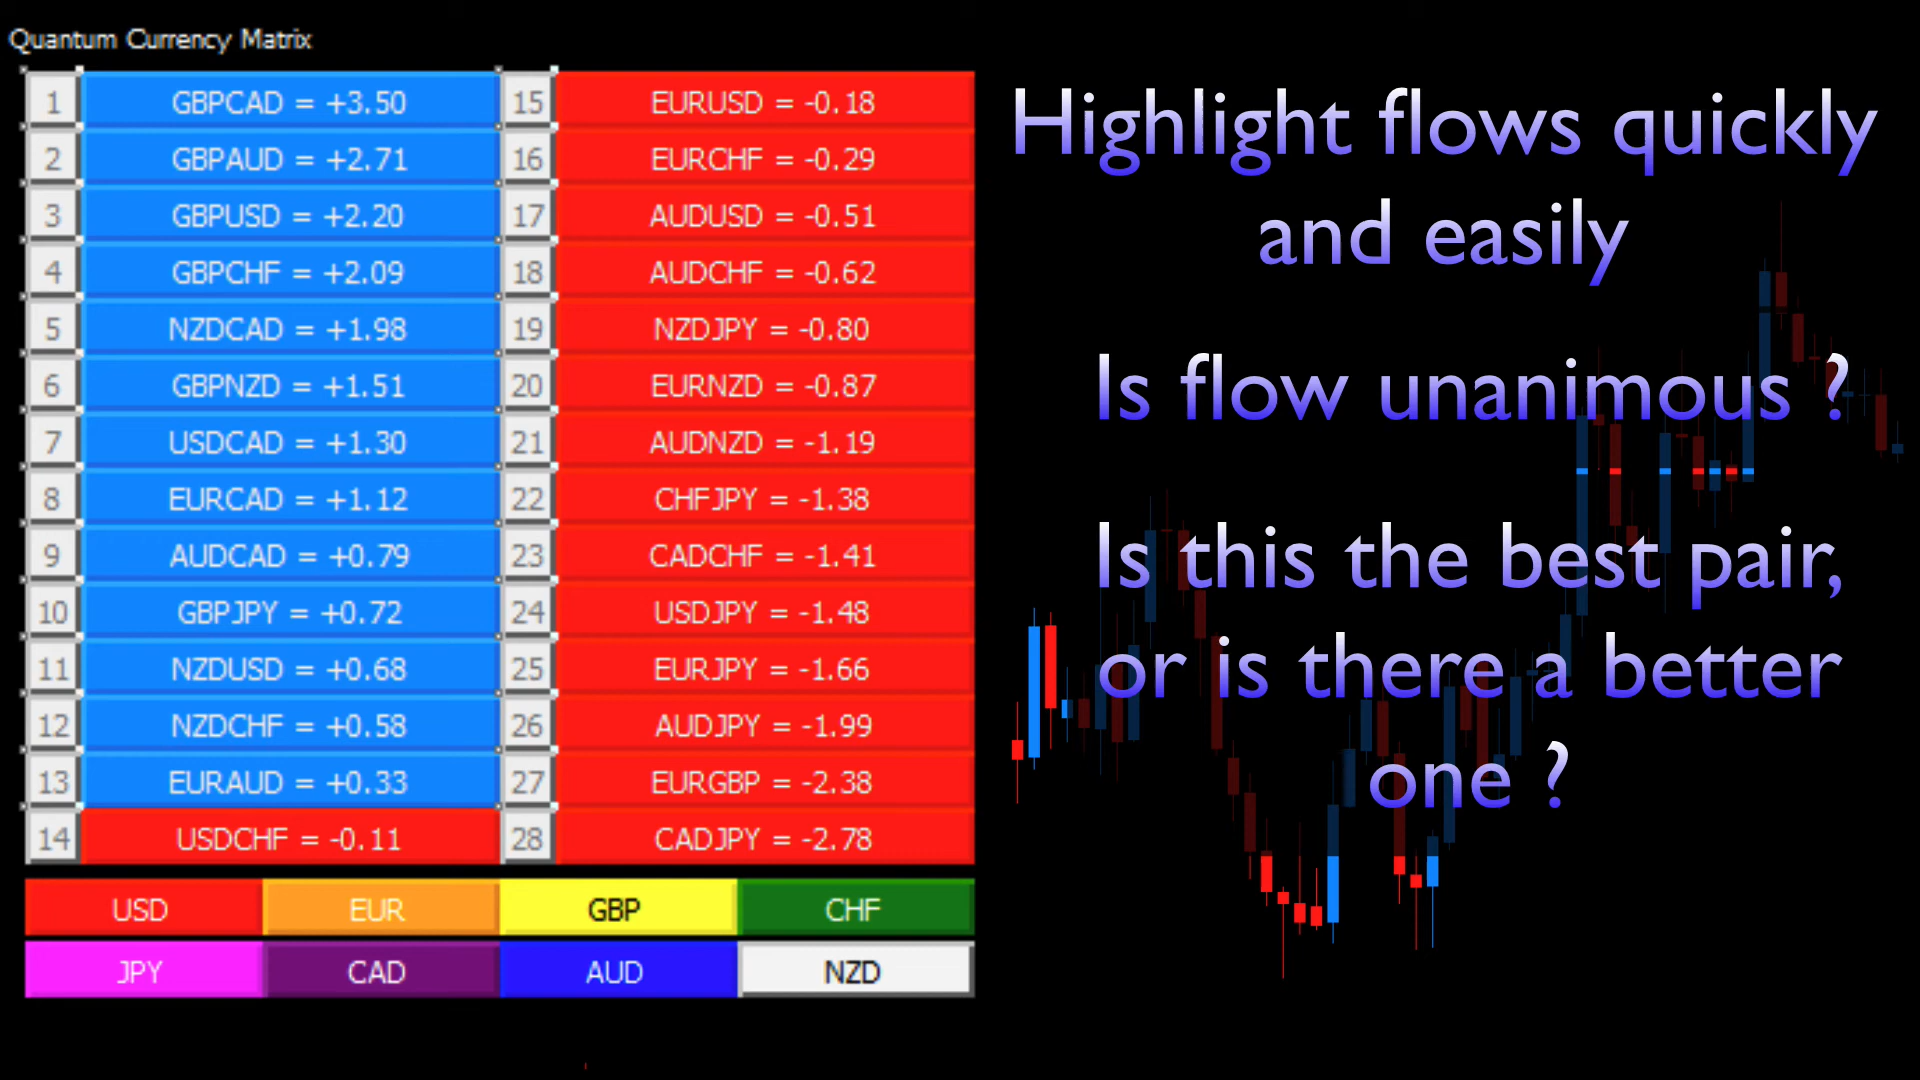 Quantum Currency Matrix
1 GBPCAD = +3.50 15 EURUSD = -0.18
2 GBPAUD = +2.71 16 EURCHF = -0.29
3 GBPUSD = +2.20 17 AUDUSD = -0.51
4 GBPCHF = +2.09 18 AUDCHF = -0.62
5 NZDCAD = +1.98 19 NZDJPY = -0.80
6 GBPNZD = +1.51 20 EURNZD = -0.87
7 USDCAD = +1.30 21 AUDNZD = -1.19
8 EURCAD = +1.12 22 CHFJPY = -1.38
9 AUDCAD = +0.79 23 CADCHF = -1.41
10 GBPJPY = +0.72 24 USDJPY = -1.48
11 NZDUSD = +0.68 25 EURJPY = -1.66
12 NZDCHF = +0.58 26 AUDJPY = -1.99
13 EURAUD = +0.33 27 EURGBP = -2.38
14 USDCHF = -0.11 28 CADJPY = -2.78
USD EUR GBP CHF
JPY CAD AUD NZD
Highlight flows quickly
and easily
Is flow unanimous ?
Is this the best pair,
or is there a better
one ?